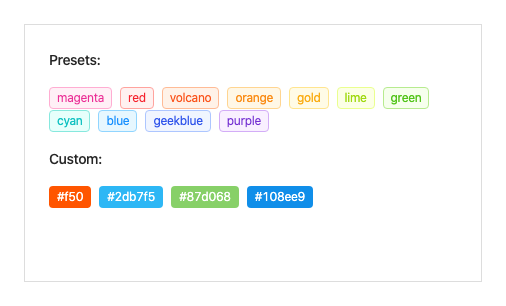 Presets:
magenta red volcano orange gold lime green
cyan blue geekblue purple
Custom:
#f50 #2db7f5 #87d068 #108ee9